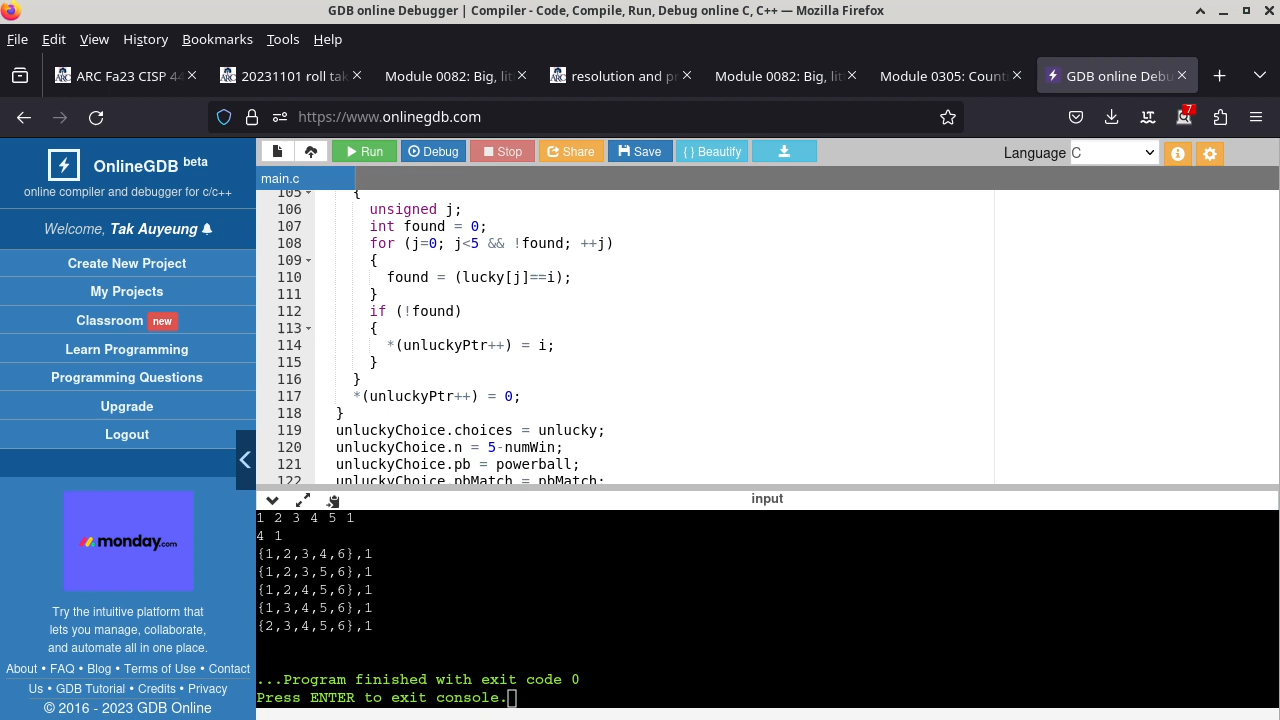 GDB online Debugger | Compiler - Code, Compile, Run, Debug online C, C++ — Mozilla Firefox
File Edit View History Bookmarks Tools Help
ARC Fa23 CISP 44
20231101 roll tak
Module 0082: Big, lit
resolution and p
Module 0082: Big, lit
Module 0305: Count
GDB online Debu
https://www.onlinegdb.com
7
OnlineGDB beta
online compiler and debugger for c/c++
Welcome, Tak Auyeung
Create New Project
My Projects
Classroom new
Learn Programming
Programming Questions
Upgrade
Logout
monday.com
Try the intuitive platform that
lets you manage, collaborate,
and automate all in one place.
About • FAQ • Blog • Terms of Use • Contact
Us • GDB Tutorial • Credits • Privacy
© 2016 - 2023 GDB Online
Run Debug Stop Share Save { } Beautify
Language C
main.c
105 {
106 unsigned j;
107 int found = 0;
108 for (j=0; j<5 && !found; ++j)
109 {
110 found = (lucky[j]==i);
111 }
112 if (!found)
113 {
114 *(unluckyPtr++) = i;
115 }
116 }
117 *(unluckyPtr++) = 0;
118 }
119 unluckyChoice.choices = unlucky;
120 unluckyChoice.n = 5-numWin;
121 unluckyChoice.pb = powerball;
122 unluckyChoice.pbMatch = pbMatch;
input
1 2 3 4 5 1
4 1
{1,2,3,4,6},1
{1,2,3,5,6},1
{1,2,4,5,6},1
{1,3,4,5,6},1
{2,3,4,5,6},1
...Program finished with exit code 0
Press ENTER to exit console.